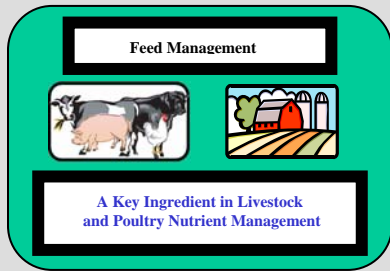 Feed Management
A Key Ingredient in Livestock
and Poultry Nutrient Management